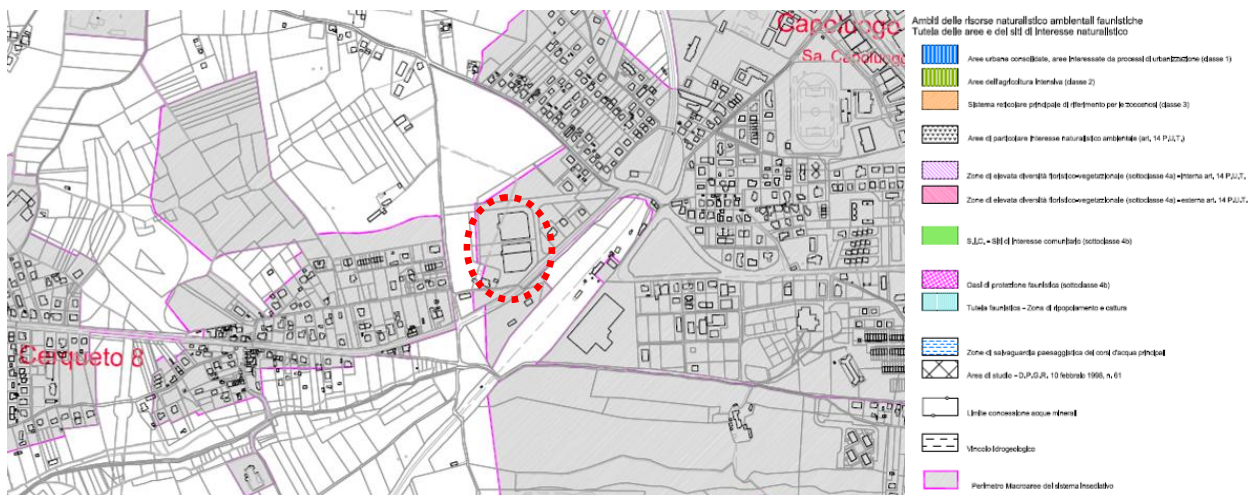 Capoluogo
Sa. Capoluogo
Cerqueto 8
Ambiti delle risorse naturalistico ambientali faunistiche
Tutela delle aree e dei siti di interesse naturalistico
Aree urbane consolidate, aree interessate da processi di urbanizzazione (classe 1)
Aree dell'agricoltura intensiva (classe 2)
Sistema reticolare principale di riferimento per le zoocenosi (classe 3)
Aree di particolare interesse naturalistico ambientale (art. 14 P.U.T.)
Zone di elevata diversità floristico-vegetazionale (sottoclasse 4a) - interna art. 14 P.U.T.
Zone di elevata diversità floristico-vegetazionale (sottoclasse 4a) - esterna art. 14 P.U.T.
S.I.C. - Siti di interesse comunitario (sottoclasse 4b)
Oasi di protezione faunistica (sottoclasse 4b)
Tutela faunistica - Zone di ripopolamento e cattura
Zone di salvaguardia paesaggistica dei corsi d'acqua principali
Area di studio - D.P.G.R. 10 febbraio 1998, n. 61
Limite concessione acque minerali
Vincolo idrogeologico
Perimetro Macroaree del sistema insediativo